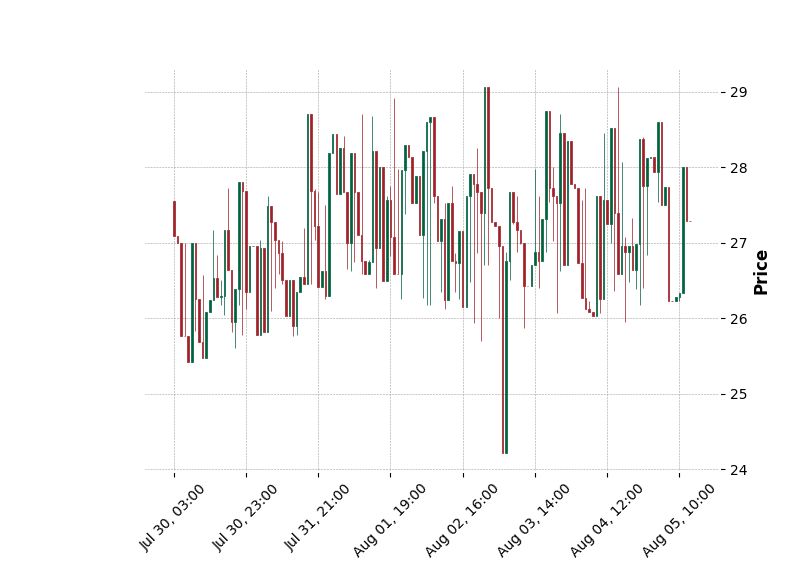 29
28
27
26
25
24
Price
Jul 30, 03:00
Jul 30, 23:00
Jul 31, 21:00
Aug 01, 19:00
Aug 02, 16:00
Aug 03, 14:00
Aug 04, 12:00
Aug 05, 10:00